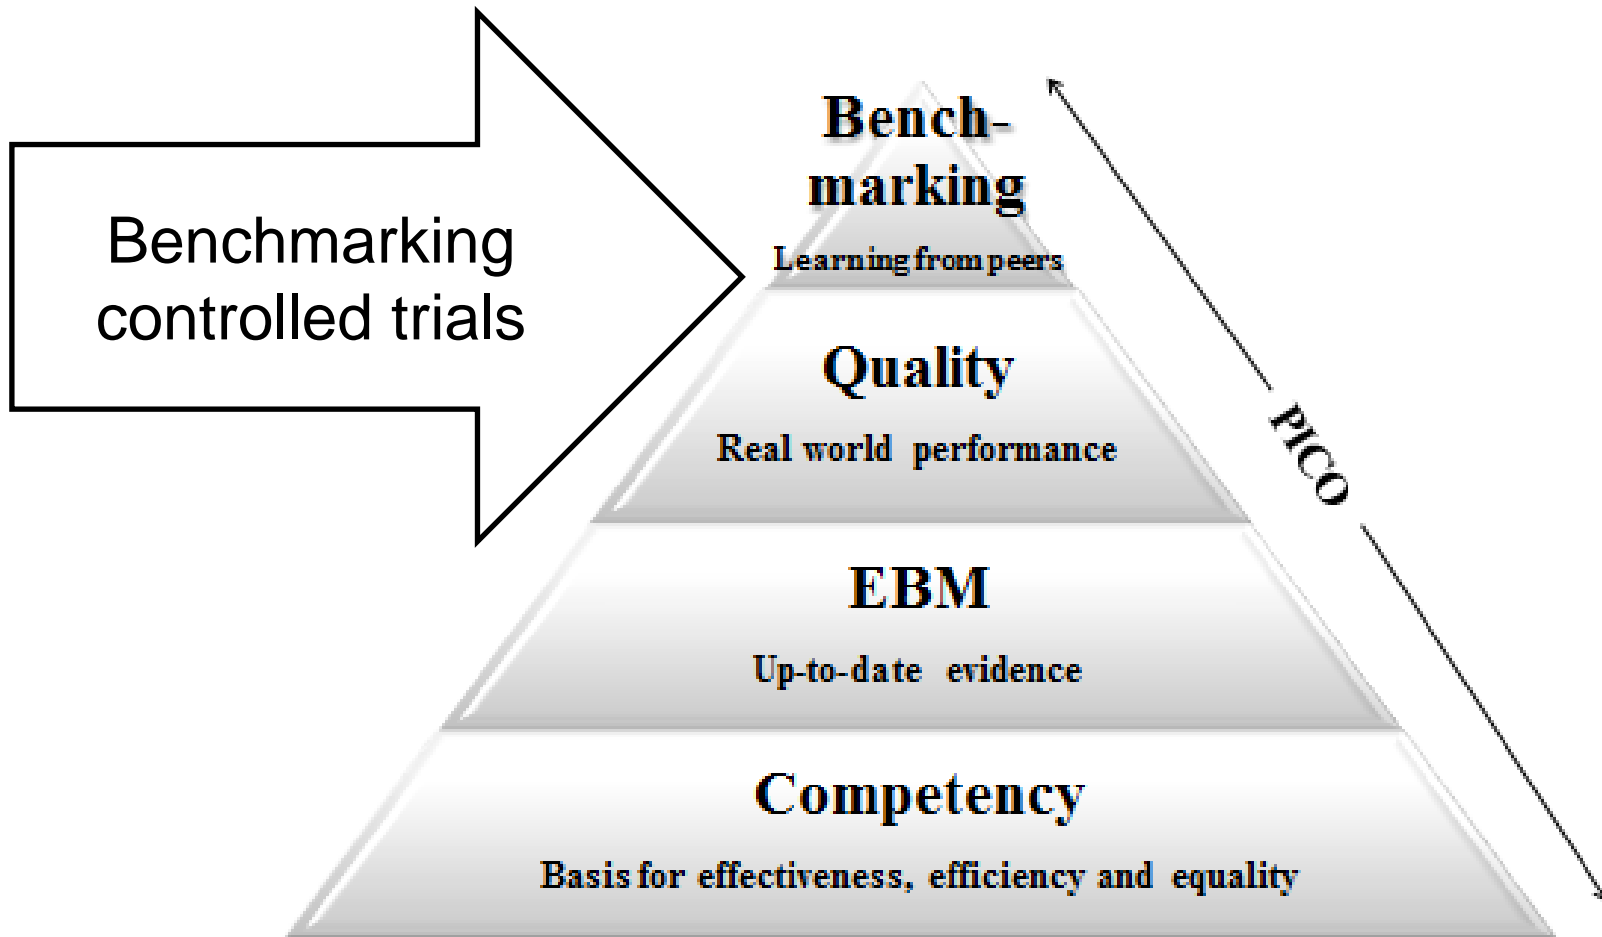 Benchmarking
controlled trials
Bench-
marking
Learning from peers
Quality
Real world performance
EBM
Up-to-date evidence
Competency
Basis for effectiveness, efficiency and equality
PICO